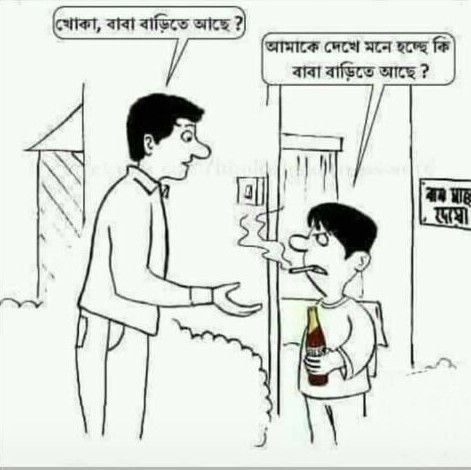 খোকা, বাবা বাড়িতে আছে ?
আমাকে দেখে মনে হচ্ছে কি
বাবা বাড়িতে আছে ?